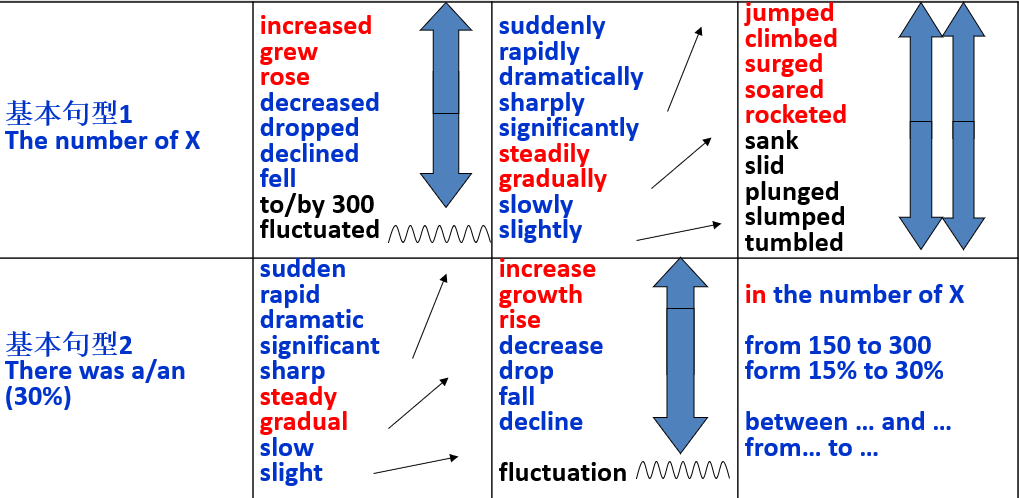 基本句型1
The number of X
increased
grew
rose
decreased
dropped
declined
fell
to/by 300
fluctuated
suddenly
rapidly
dramatically
sharply
significantly
steadily
gradually
slowly
slightly
jumped
climbed
surged
soared
rocketed
sank
slid
plunged
slumped
tumbled
基本句型2
There was a/an
(30%)
sudden
rapid
dramatic
significant
sharp
steady
gradual
slow
slight
increase
growth
rise
decrease
drop
fall
decline
fluctuation
in the number of X
from 150 to 300
form 15% to 30%
between ... and ...
from... to ...